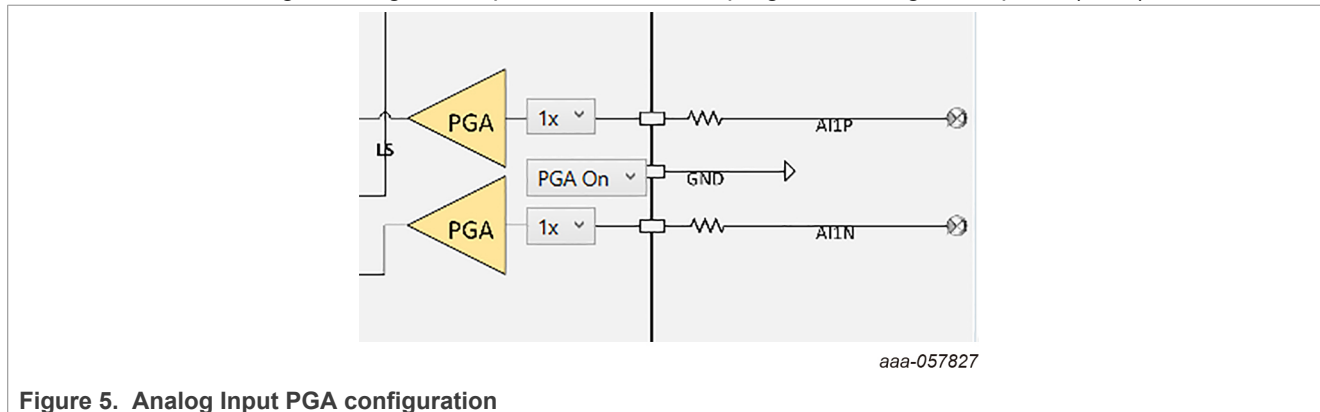 PGA
1x
AI1P
LS
PGA On
GND
PGA
1x
AI1N
aaa-057827
Figure 5. Analog Input PGA configuration